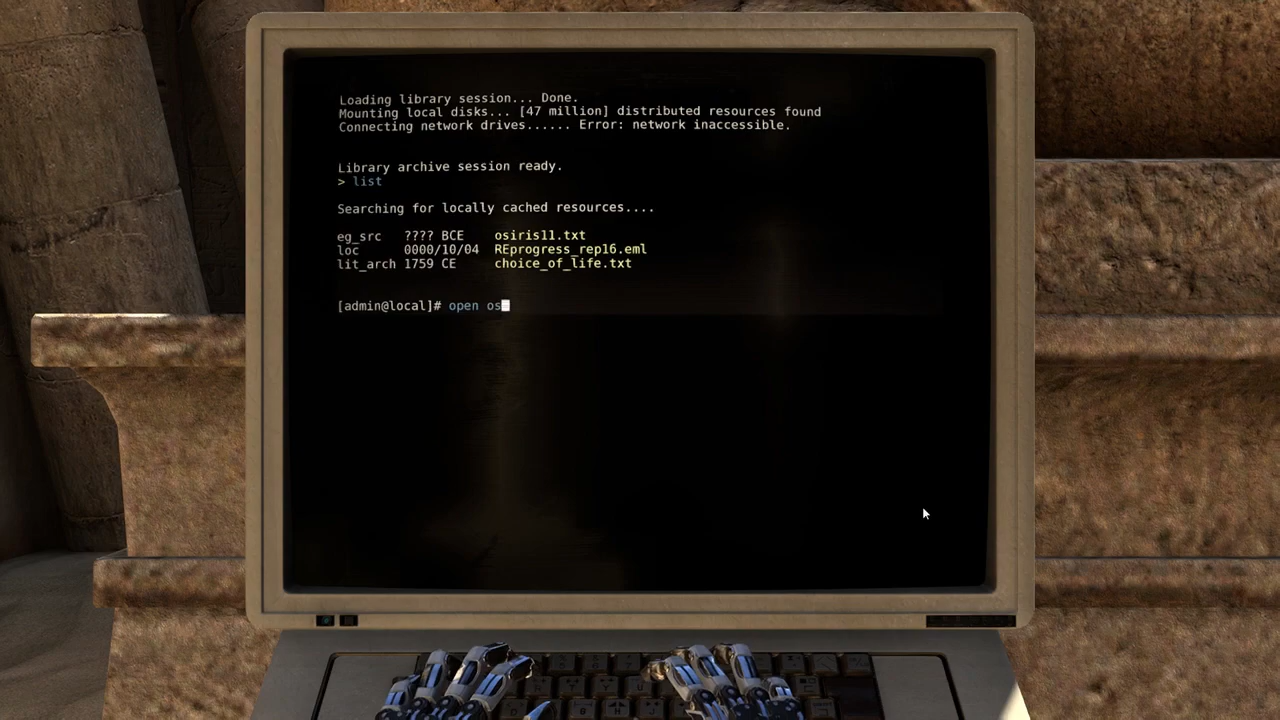 Loading library session... Done.
Mounting local disks... [47 million] distributed resources found
Connecting network drives...... Error: network inaccessible.
Library archive session ready.
> list
Searching for locally cached resources....
eg_src ???? BCE osiris11.txt
loc 0000/10/04 REprogress_rep16.eml
lit_arch 1759 CE choice_of_life.txt
[admin@local]# open os